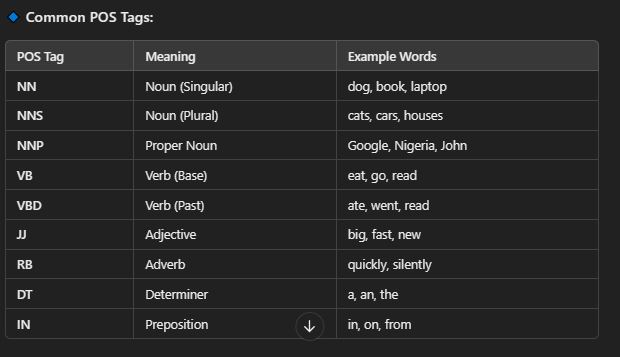 Common POS Tags:
POS Tag Meaning Example Words
NN Noun (Singular) dog, book, laptop
NNS Noun (Plural) cats, cars, houses
NNP Proper Noun Google, Nigeria, John
VB Verb (Base) eat, go, read
VBD Verb (Past) ate, went, read
JJ Adjective big, fast, new
RB Adverb quickly, silently
DT Determiner a, an, the
IN Preposition in, on, from